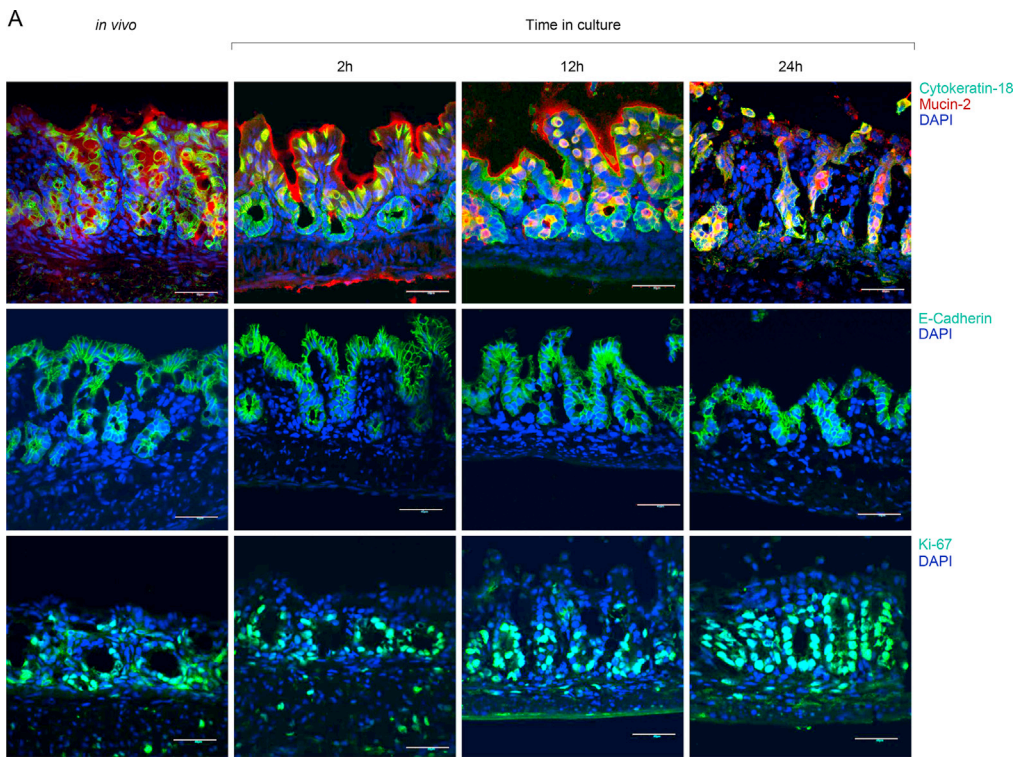 A
in vivo
Time in culture
2h
12h
24h
Cytokeratin-18
Mucin-2
DAPI
E-Cadherin
DAPI
Ki-67
DAPI